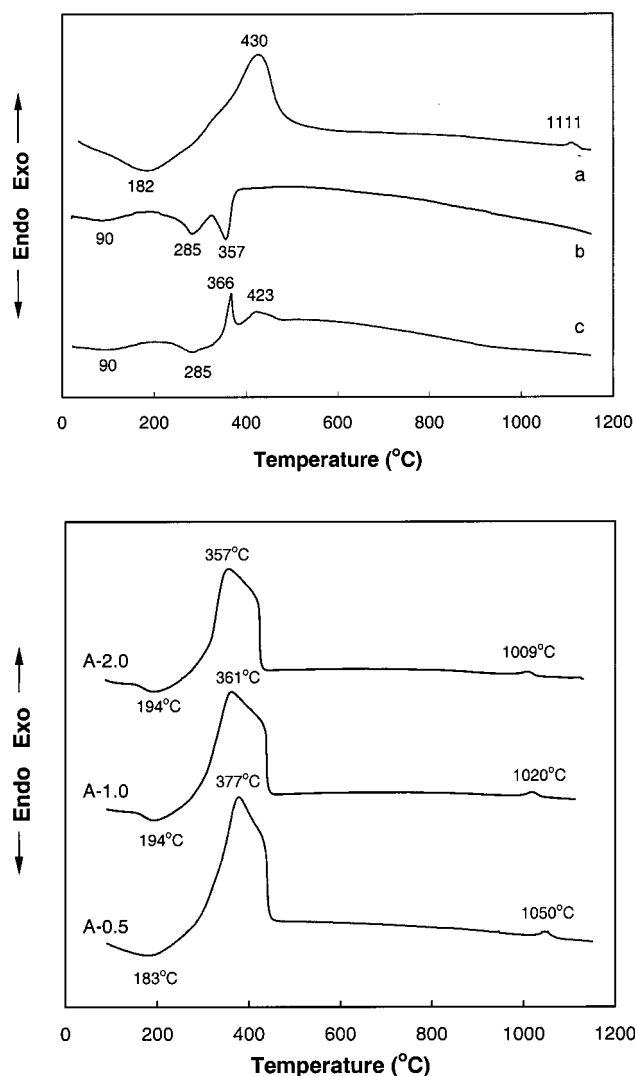 430
1111
182
a
90
285
357
b
366
423
90
285
c
Endo Exo
0 200 400 600 800 1000 1200
Temperature (°C)
357°C
A-2.0
1009°C
194°C
361°C
A-1.0
1020°C
194°C
377°C
A-0.5
1050°C
183°C
Endo Exo
0 200 400 600 800 1000 1200
Temperature (°C)